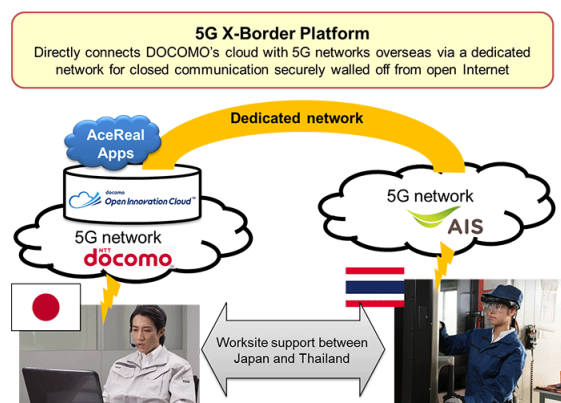 5G X-Border Platform
Directly connects DOCOMO's cloud with 5G networks overseas via a dedicated
network for closed communication securely walled off from open Internet
AceReal
Apps
Dedicated network
docomo
Open Innovation Cloud™
5G network
NTT
docomo
5G network
AIS
Worksite support between
Japan and Thailand